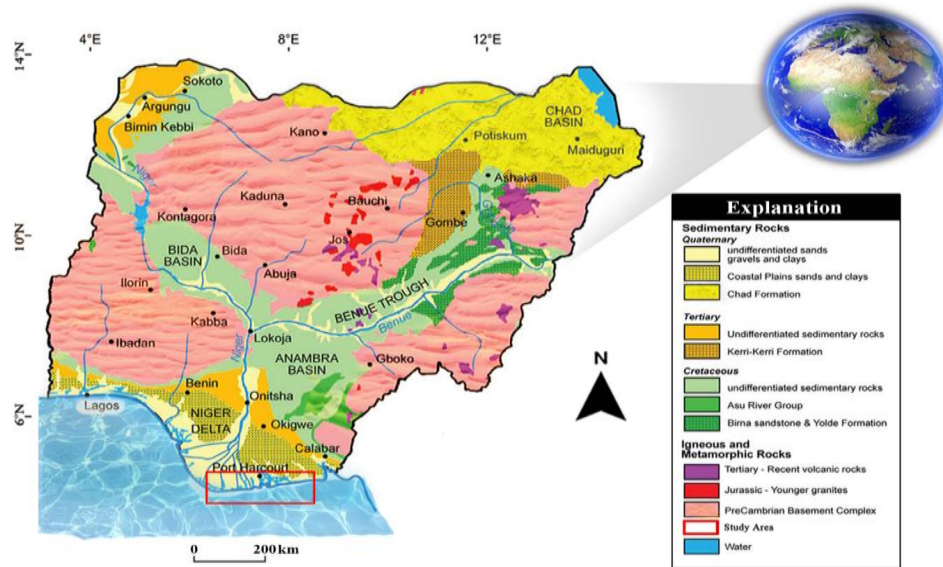 4°E
8°E
12°E
14°N
10°N
6°N
Sokoto
Argungu
Birnin Kebbi
Kano
CHAD
BASIN
Potiskum
Maiduguri
Niger
Kaduna
Bauchi
Ashaka
Kontagora
Gombe
Jos
BIDA
BASIN
Bida
Abuja
Ilorin
BENUE TROUGH
Benue
Kabba
Lokoja
Ibadan
Niger
ANAMBRA
BASIN
Gboko
Benin
Onitsha
Lagos
NIGER
DELTA
Okigwe
Calabar
Port Harcourt
0 200 km
N
Explanation
Sedimentary Rocks
Quaternary
undifferentiated sands
gravels and clays
Coastal Plains sands and clays
Chad Formation
Tertiary
Undifferentiated sedimentary rocks
Kerri-Kerri Formation
Cretaceous
undifferentiated sedimentary rocks
Asu River Group
Birna sandstone & Yolde Formation
Igneous and
Metamorphic Rocks
Tertiary - Recent volcanic rocks
Jurassic - Younger granites
PreCambrian Basement Complex
Study Area
Water